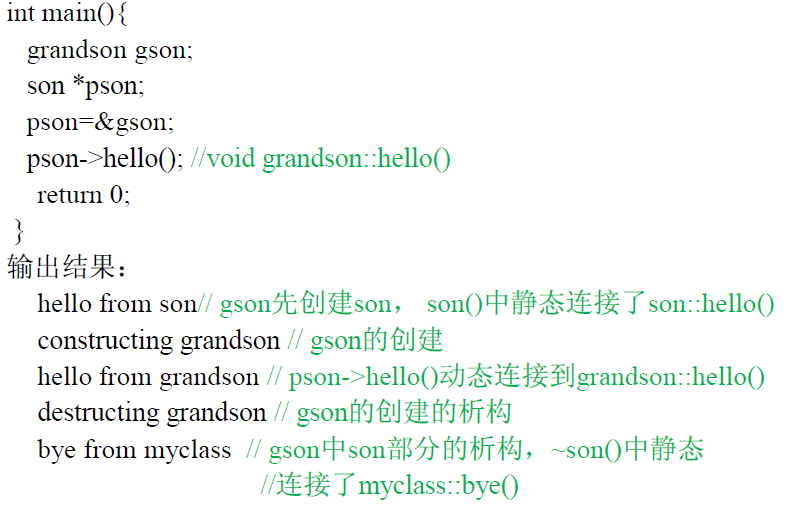 int main(){
grandson gson;
son *pson;
pson=&gson;
pson->hello(); //void grandson::hello()
return 0;
}
输出结果：
hello from son// gson先创建son， son()中静态连接了son::hello()
constructing grandson // gson的创建
hello from grandson // pson->hello()动态连接到grandson::hello()
destructing grandson // gson的创建的析构
bye from myclass // gson中son部分的析构，~son()中静态
//连接了myclass::bye()